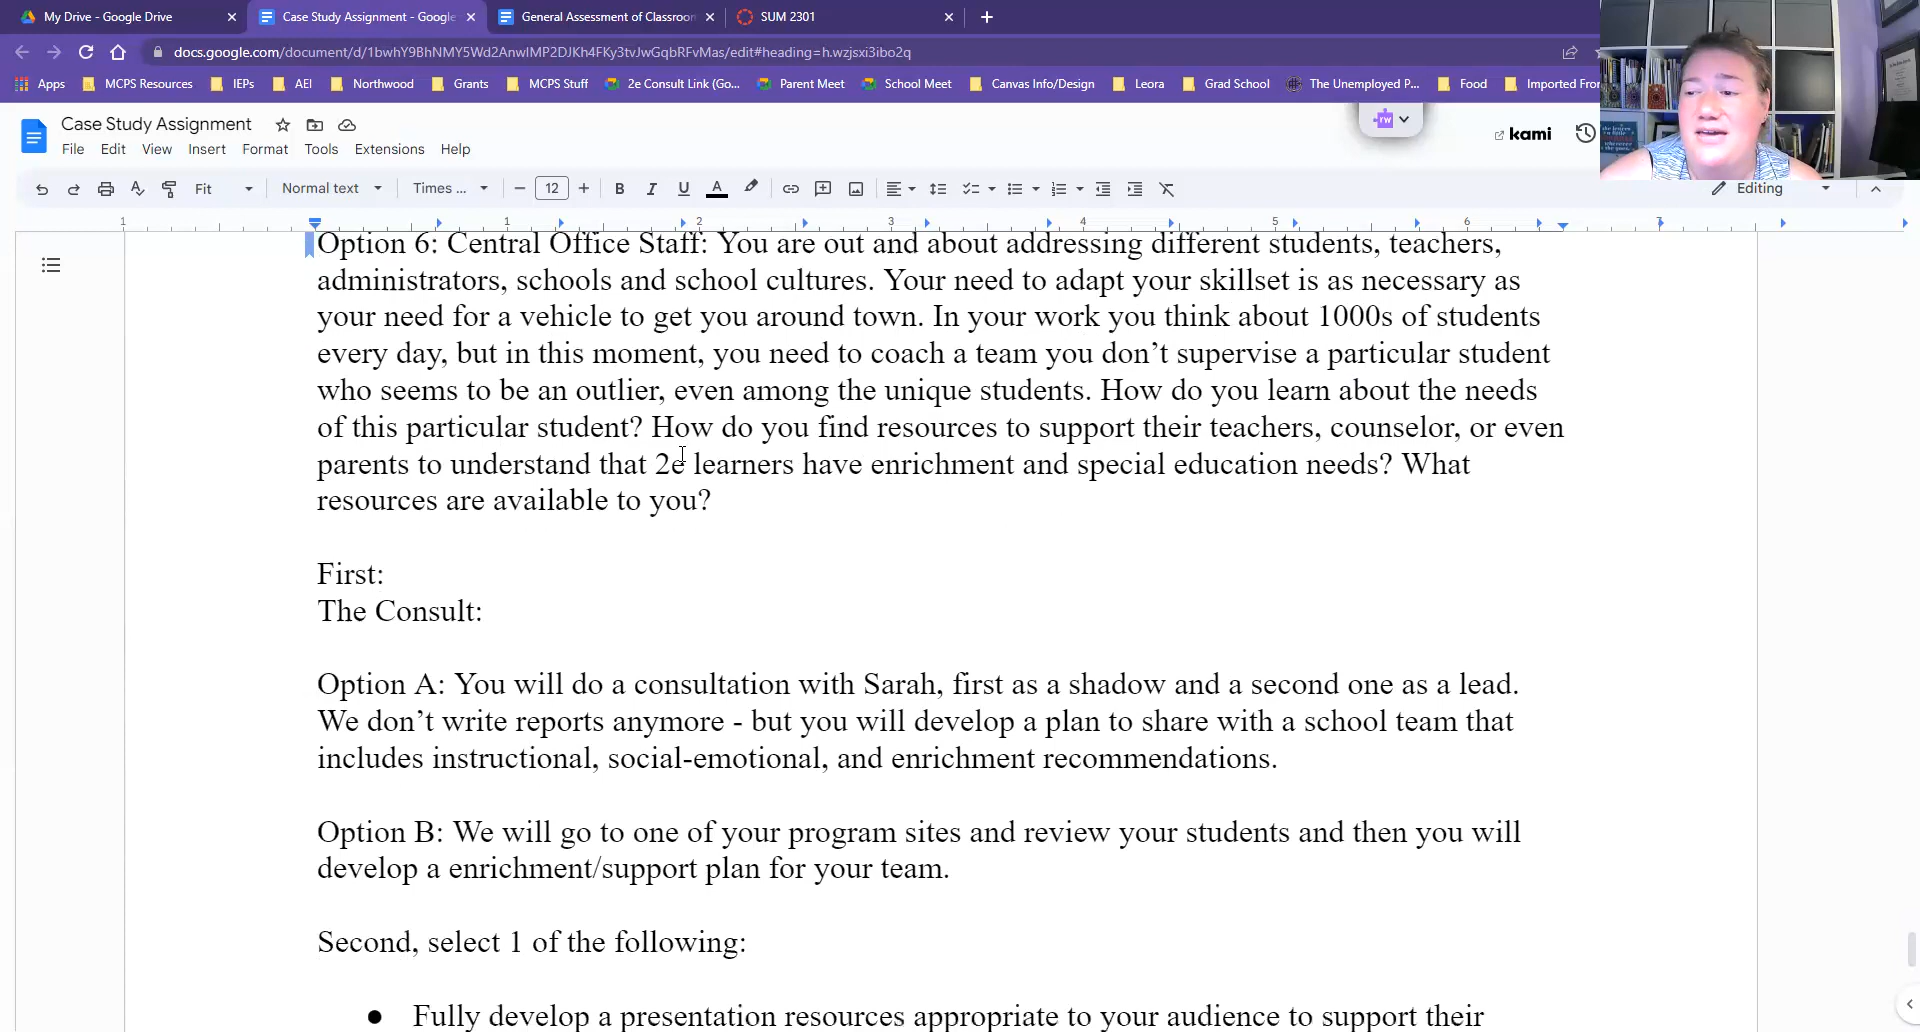 My Drive - Google Drive
Case Study Assignment - Google
General Assessment of Classroom
SUM 2301
docs.google.com/document/d/1bwhY9BhNMY5Wd2AnwIMP2DJKh4FKy3tvJwGqbRFvMas/edit#heading=h.wzjsxi3ibo2q
Apps MCPS Resources IEPs AEI Northwood Grants MCPS Stuff 2e Consult Link (Go... Parent Meet School Meet Canvas Info/Design Leora Grad School The Unemployed P... Food Imported From
Case Study Assignment
rw
kami
File Edit View Insert Format Tools Extensions Help
Fit Normal text Times ... 12 B I U A Editing
1 1 2 3 4 5 6 7
Option 6: Central Office Staff: You are out and about addressing different students, teachers,
administrators, schools and school cultures. Your need to adapt your skillset is as necessary as
your need for a vehicle to get you around town. In your work you think about 1000s of students
every day, but in this moment, you need to coach a team you don’t supervise a particular student
who seems to be an outlier, even among the unique students. How do you learn about the needs
of this particular student? How do you find resources to support their teachers, counselor, or even
parents to understand that 2e learners have enrichment and special education needs? What
resources are available to you?
First:
The Consult:
Option A: You will do a consultation with Sarah, first as a shadow and a second one as a lead.
We don’t write reports anymore - but you will develop a plan to share with a school team that
includes instructional, social-emotional, and enrichment recommendations.
Option B: We will go to one of your program sites and review your students and then you will
develop a enrichment/support plan for your team.
Second, select 1 of the following:
● Fully develop a presentation resources appropriate to your audience to support their